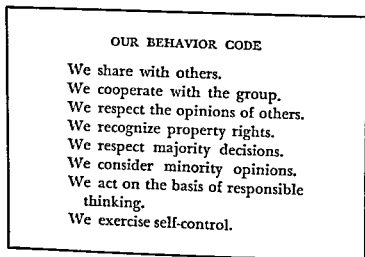 OUR BEHAVIOR CODE
We share with others.
We cooperate with the group.
We respect the opinions of others.
We recognize property rights.
We respect majority decisions.
We consider minority opinions.
We act on the basis of responsible
thinking.
We exercise self-control.